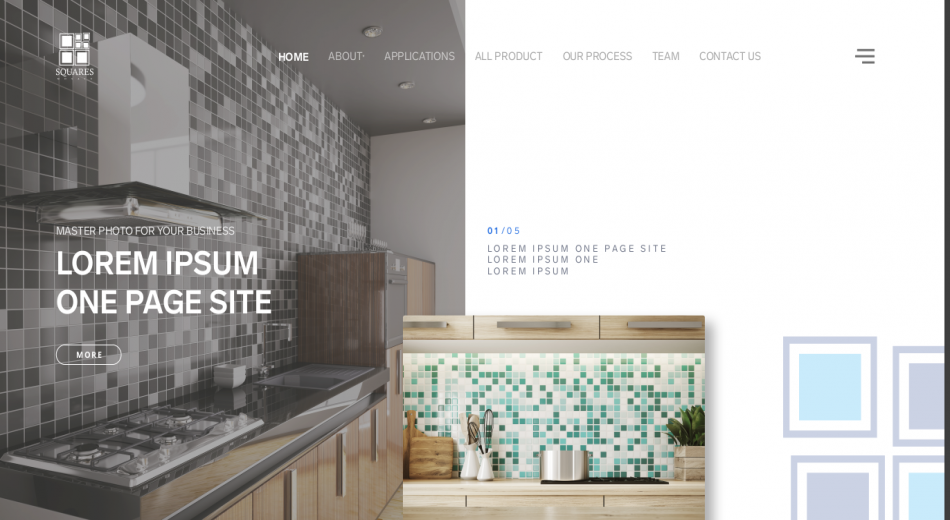 SQUARES
HOME ABOUT· APPLICATIONS ALL PRODUCT OUR PROCESS TEAM CONTACT US
MASTER PHOTO FOR YOUR BUSINESS
LOREM IPSUM
ONE PAGE SITE
MORE
01/05
LOREM IPSUM ONE PAGE SITE
LOREM IPSUM ONE
LOREM IPSUM